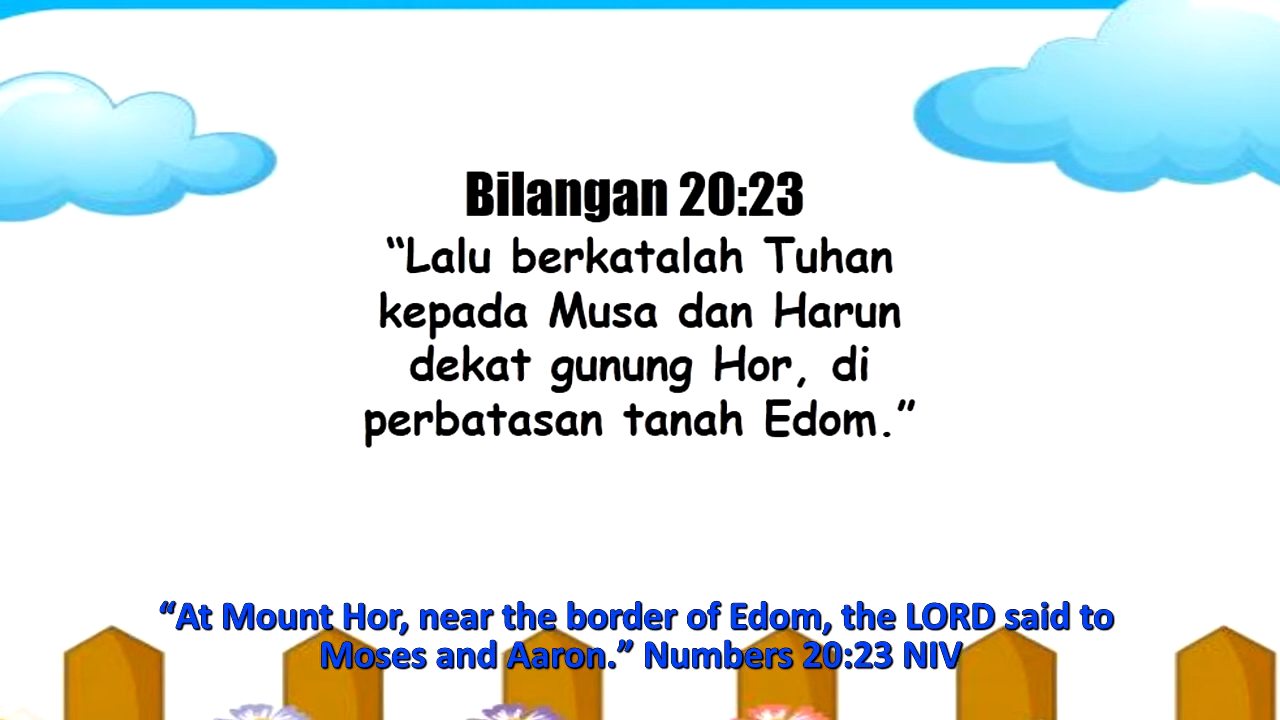 Bilangan 20:23
“Lalu berkatalah Tuhan
kepada Musa dan Harun
dekat gunung Hor, di
perbatasan tanah Edom.”
“At Mount Hor, near the border of Edom, the LORD said to
Moses and Aaron.” Numbers 20:23 NIV